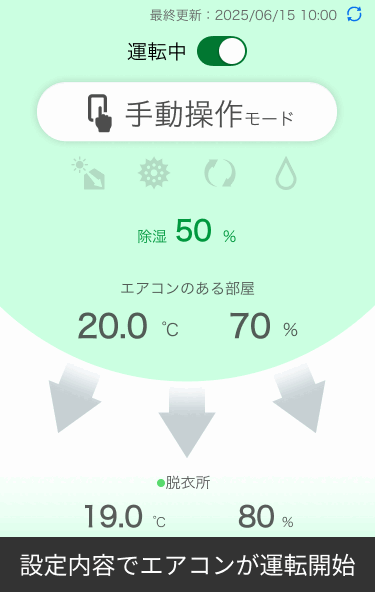 最終更新：2025/06/15 10:00
運転中
手動操作モード
除湿 50 %
エアコンのある部屋
20.0 ℃ 70 %
脱衣所
19.0 ℃ 80 %
設定内容でエアコンが運転開始